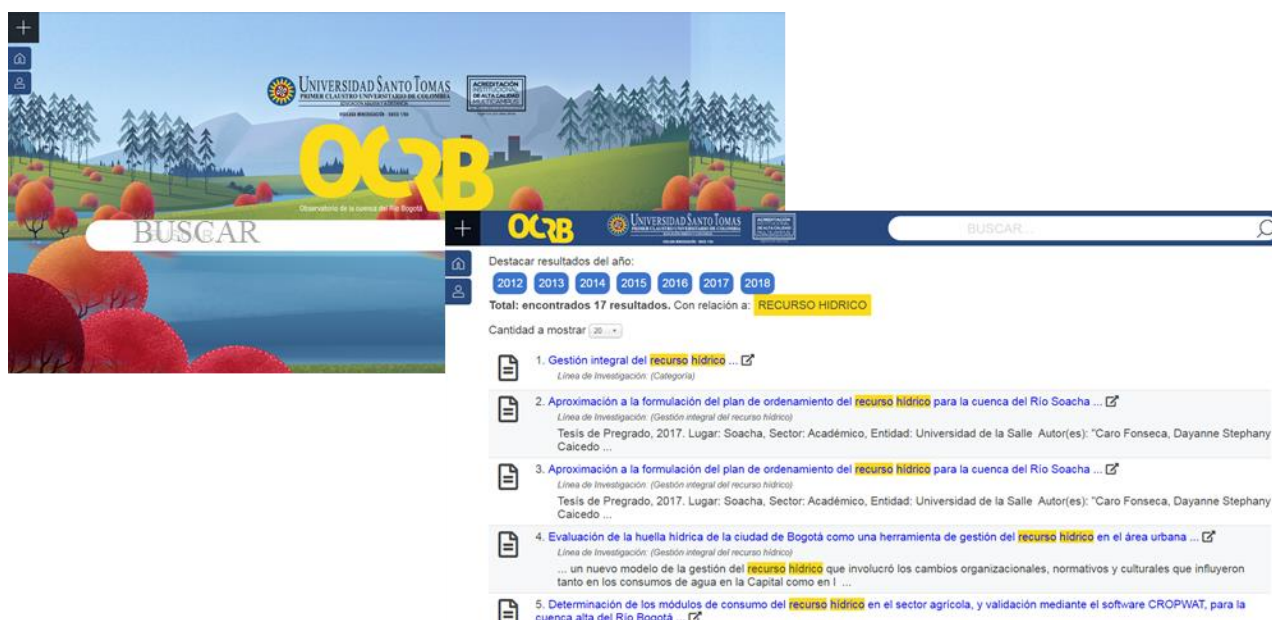 UNIVERSIDAD SANTO TOMAS
PRIMER CLAUSTRO UNIVERSITARIO DE COLOMBIA
ACREDITACIÓN
INSTITUCIONAL
DE ALTA CALIDAD
MULTICAMPUS
OCRB
Observatorio de la cuenca del Río Bogotá
BUSCAR
OCRB
UNIVERSIDAD SANTO TOMAS
PRIMER CLAUSTRO UNIVERSITARIO DE COLOMBIA
BUSCAR...
Destacar resultados del año:
2012 2013 2014 2015 2016 2017 2018
Total: encontrados 17 resultados. Con relación a: RECURSO HIDRICO
Cantidad a mostrar 20
1. Gestión integral del recurso hídrico ...
Línea de Investigación: (Categoría)
2. Aproximación a la formulación del plan de ordenamiento del recurso hídrico para la cuenca del Río Soacha ...
Línea de Investigación: (Gestión integral del recurso hídrico)
Tesis de Pregrado, 2017. Lugar: Soacha, Sector: Académico, Entidad: Universidad de la Salle Autor(es): "Caro Fonseca, Dayanne Stephany
Caicedo ...
3. Aproximación a la formulación del plan de ordenamiento del recurso hídrico para la cuenca del Río Soacha ...
Línea de Investigación: (Gestión integral del recurso hídrico)
Tesis de Pregrado, 2017. Lugar: Soacha, Sector: Académico, Entidad: Universidad de la Salle Autor(es): "Caro Fonseca, Dayanne Stephany
Caicedo ...
4. Evaluación de la huella hídrica de la ciudad de Bogotá como una herramienta de gestión del recurso hídrico en el área urbana ...
Línea de Investigación: (Gestión integral del recurso hídrico)
... un nuevo modelo de la gestión del recurso hídrico que involucró los cambios organizacionales, normativos y culturales que influyeron
tanto en los consumos de agua en la Capital como en l ...
5. Determinación de los módulos de consumo del recurso hídrico en el sector agrícola, y validación mediante el software CROPWAT, para la
cuenca alta del Río Bogotá ...